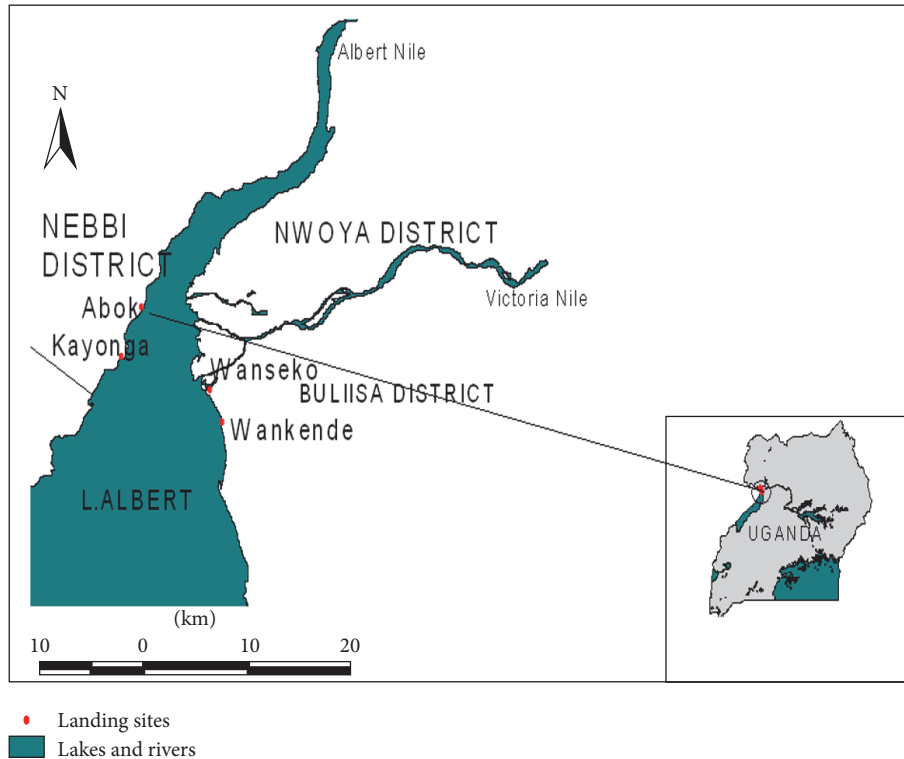 Albert Nile
N
NEBBI
DISTRICT
NWOYA DISTRICT
Victoria Nile
Abok
Kayonga
Wanseko
BULIISA DISTRICT
Wankende
L.ALBERT
UGANDA
(km)
10 0 10 20
Landing sites
Lakes and rivers